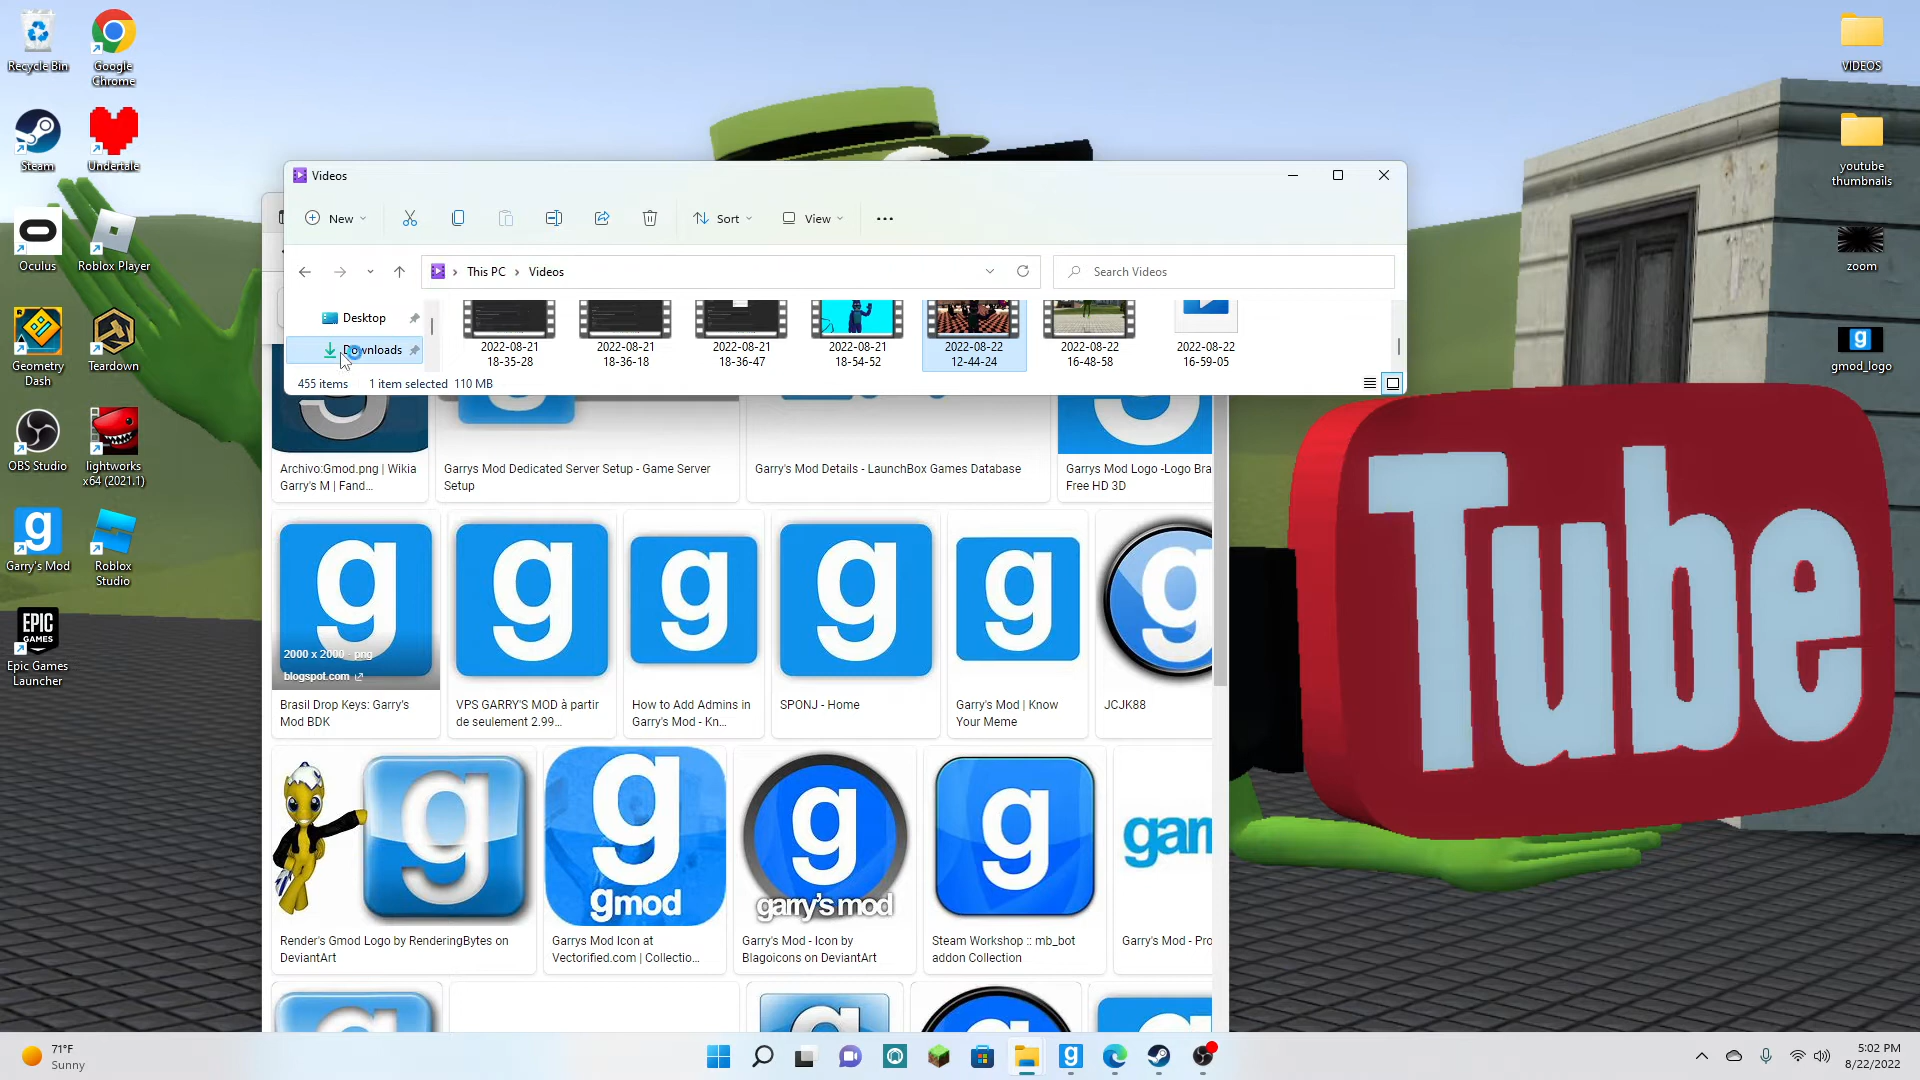 Recycle Bin
Google
Chrome
Steam
Undertale
Oculus
Roblox Player
Geometry
Dash
Teardown
OBS Studio
lightworks
x64 (2021.1)
Garry's Mod
Roblox
Studio
EPIC
GAMES
Epic Games
Launcher
VIDEOS
youtube
thumbnails
zoom
gmod_logo
Videos
New
Sort
View
This PC
Videos
Search Videos
Desktop
Downloads
2022-08-21
18-35-28
2022-08-21
18-36-18
2022-08-21
18-36-47
2022-08-21
18-54-52
2022-08-22
12-44-24
2022-08-22
16-48-58
2022-08-22
16-59-05
455 items
1 item selected 110 MB
Archivo:Gmod.png | Wikia
Garry's M | Fand...
Garrys Mod Dedicated Server Setup - Game Server
Setup
Garry's Mod Details - LaunchBox Games Database
Garrys Mod Logo -Logo Bra
Free HD 3D
g
g
g
g
g
g
2000 x 2000 - png
blogspot.com
Brasil Drop Keys: Garry's
Mod BDK
VPS GARRY'S MOD à partir
de seulement 2.99...
How to Add Admins in
Garry's Mod - Kn...
SPONJ - Home
Garry's Mod | Know
Your Meme
JCJK88
g
g
gmod
g
garry's mod
g
garr
Render's Gmod Logo by RenderingBytes on
DeviantArt
Garrys Mod Icon at
Vectorified.com | Collectio...
Garry's Mod - Icon by
Blagoicons on DeviantArt
Steam Workshop :: mb_bot
addon Collection
Garry's Mod - Pro
Tube
71°F
Sunny
5:02 PM
8/22/2022